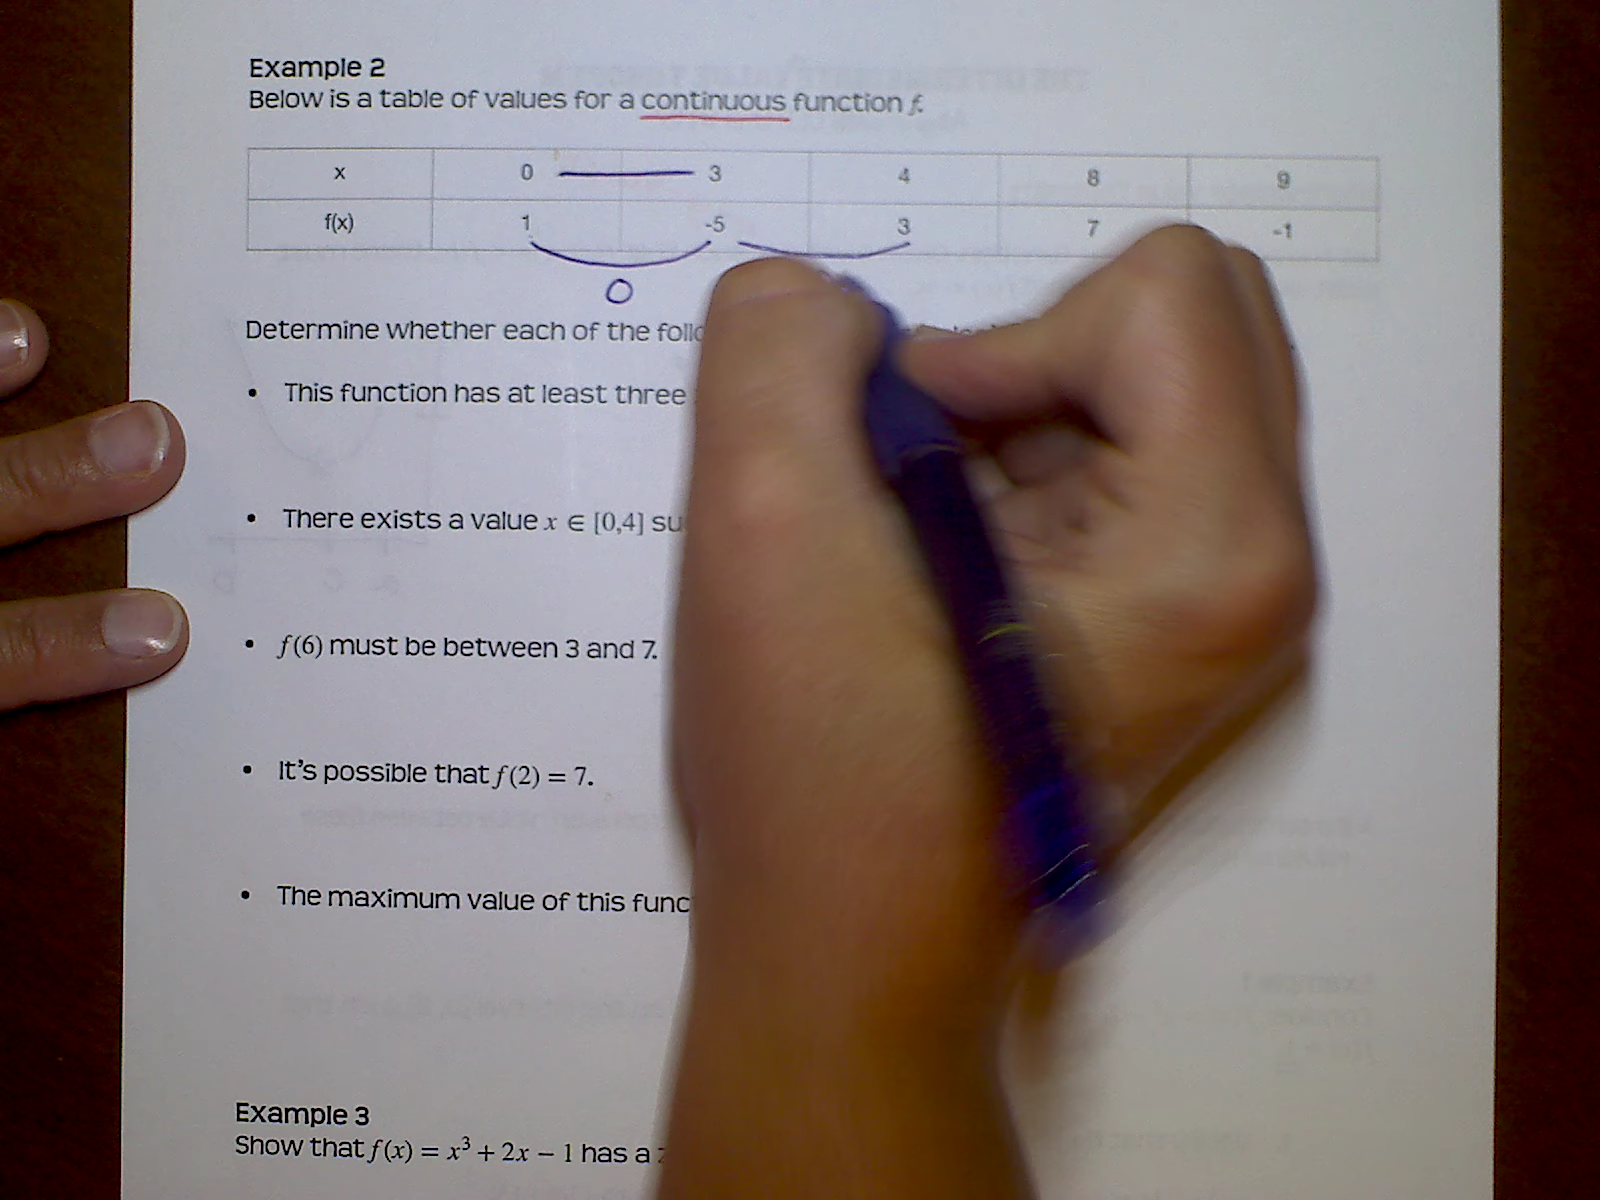 Example 2
Below is a table of values for a continuous function f.
x 0 3 4 8 9
f(x) 1 -5 3 7 -1
0
Determine whether each of the
• This function has at least three
• There exists a value x ∈ [0,4]
• f(6) must be between 3 and 7.
• It's possible that f(2) = 7.
• The maximum value of this
Example 3
Show that f(x) = x³ + 2x − 1 has a